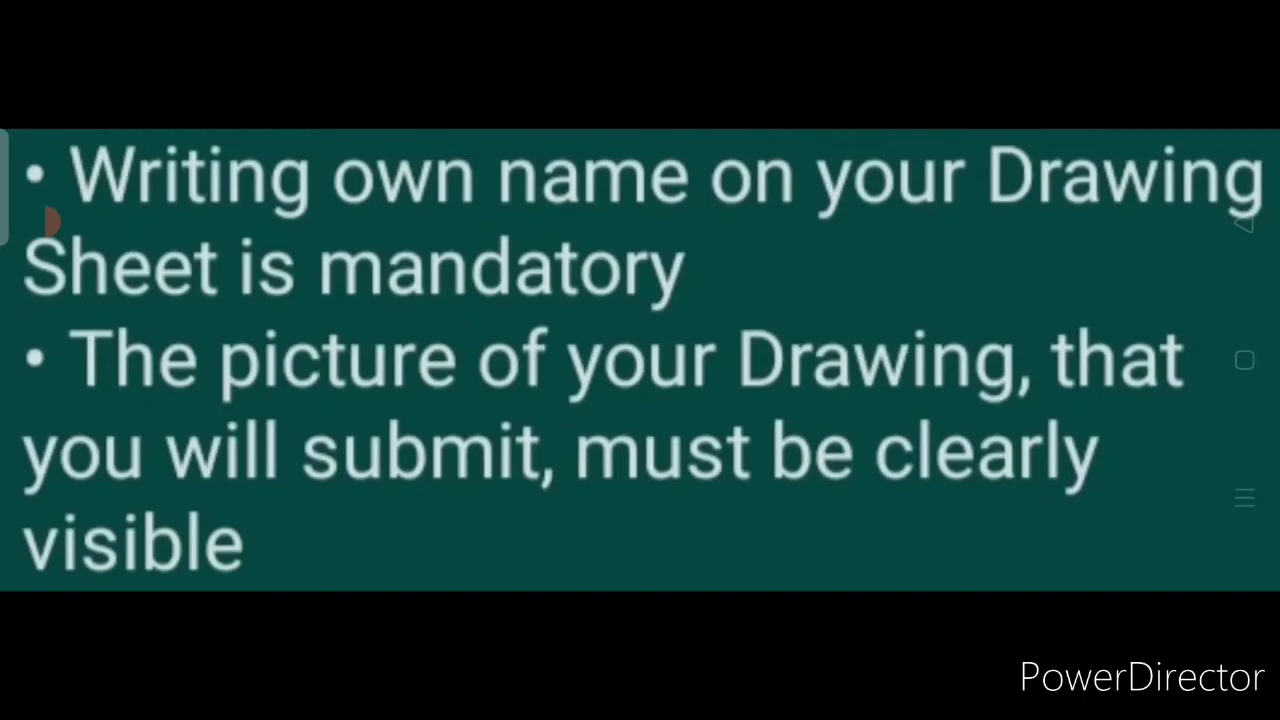 • Writing own name on your Drawing
Sheet is mandatory
• The picture of your Drawing, that
you will submit, must be clearly
visible
PowerDirector